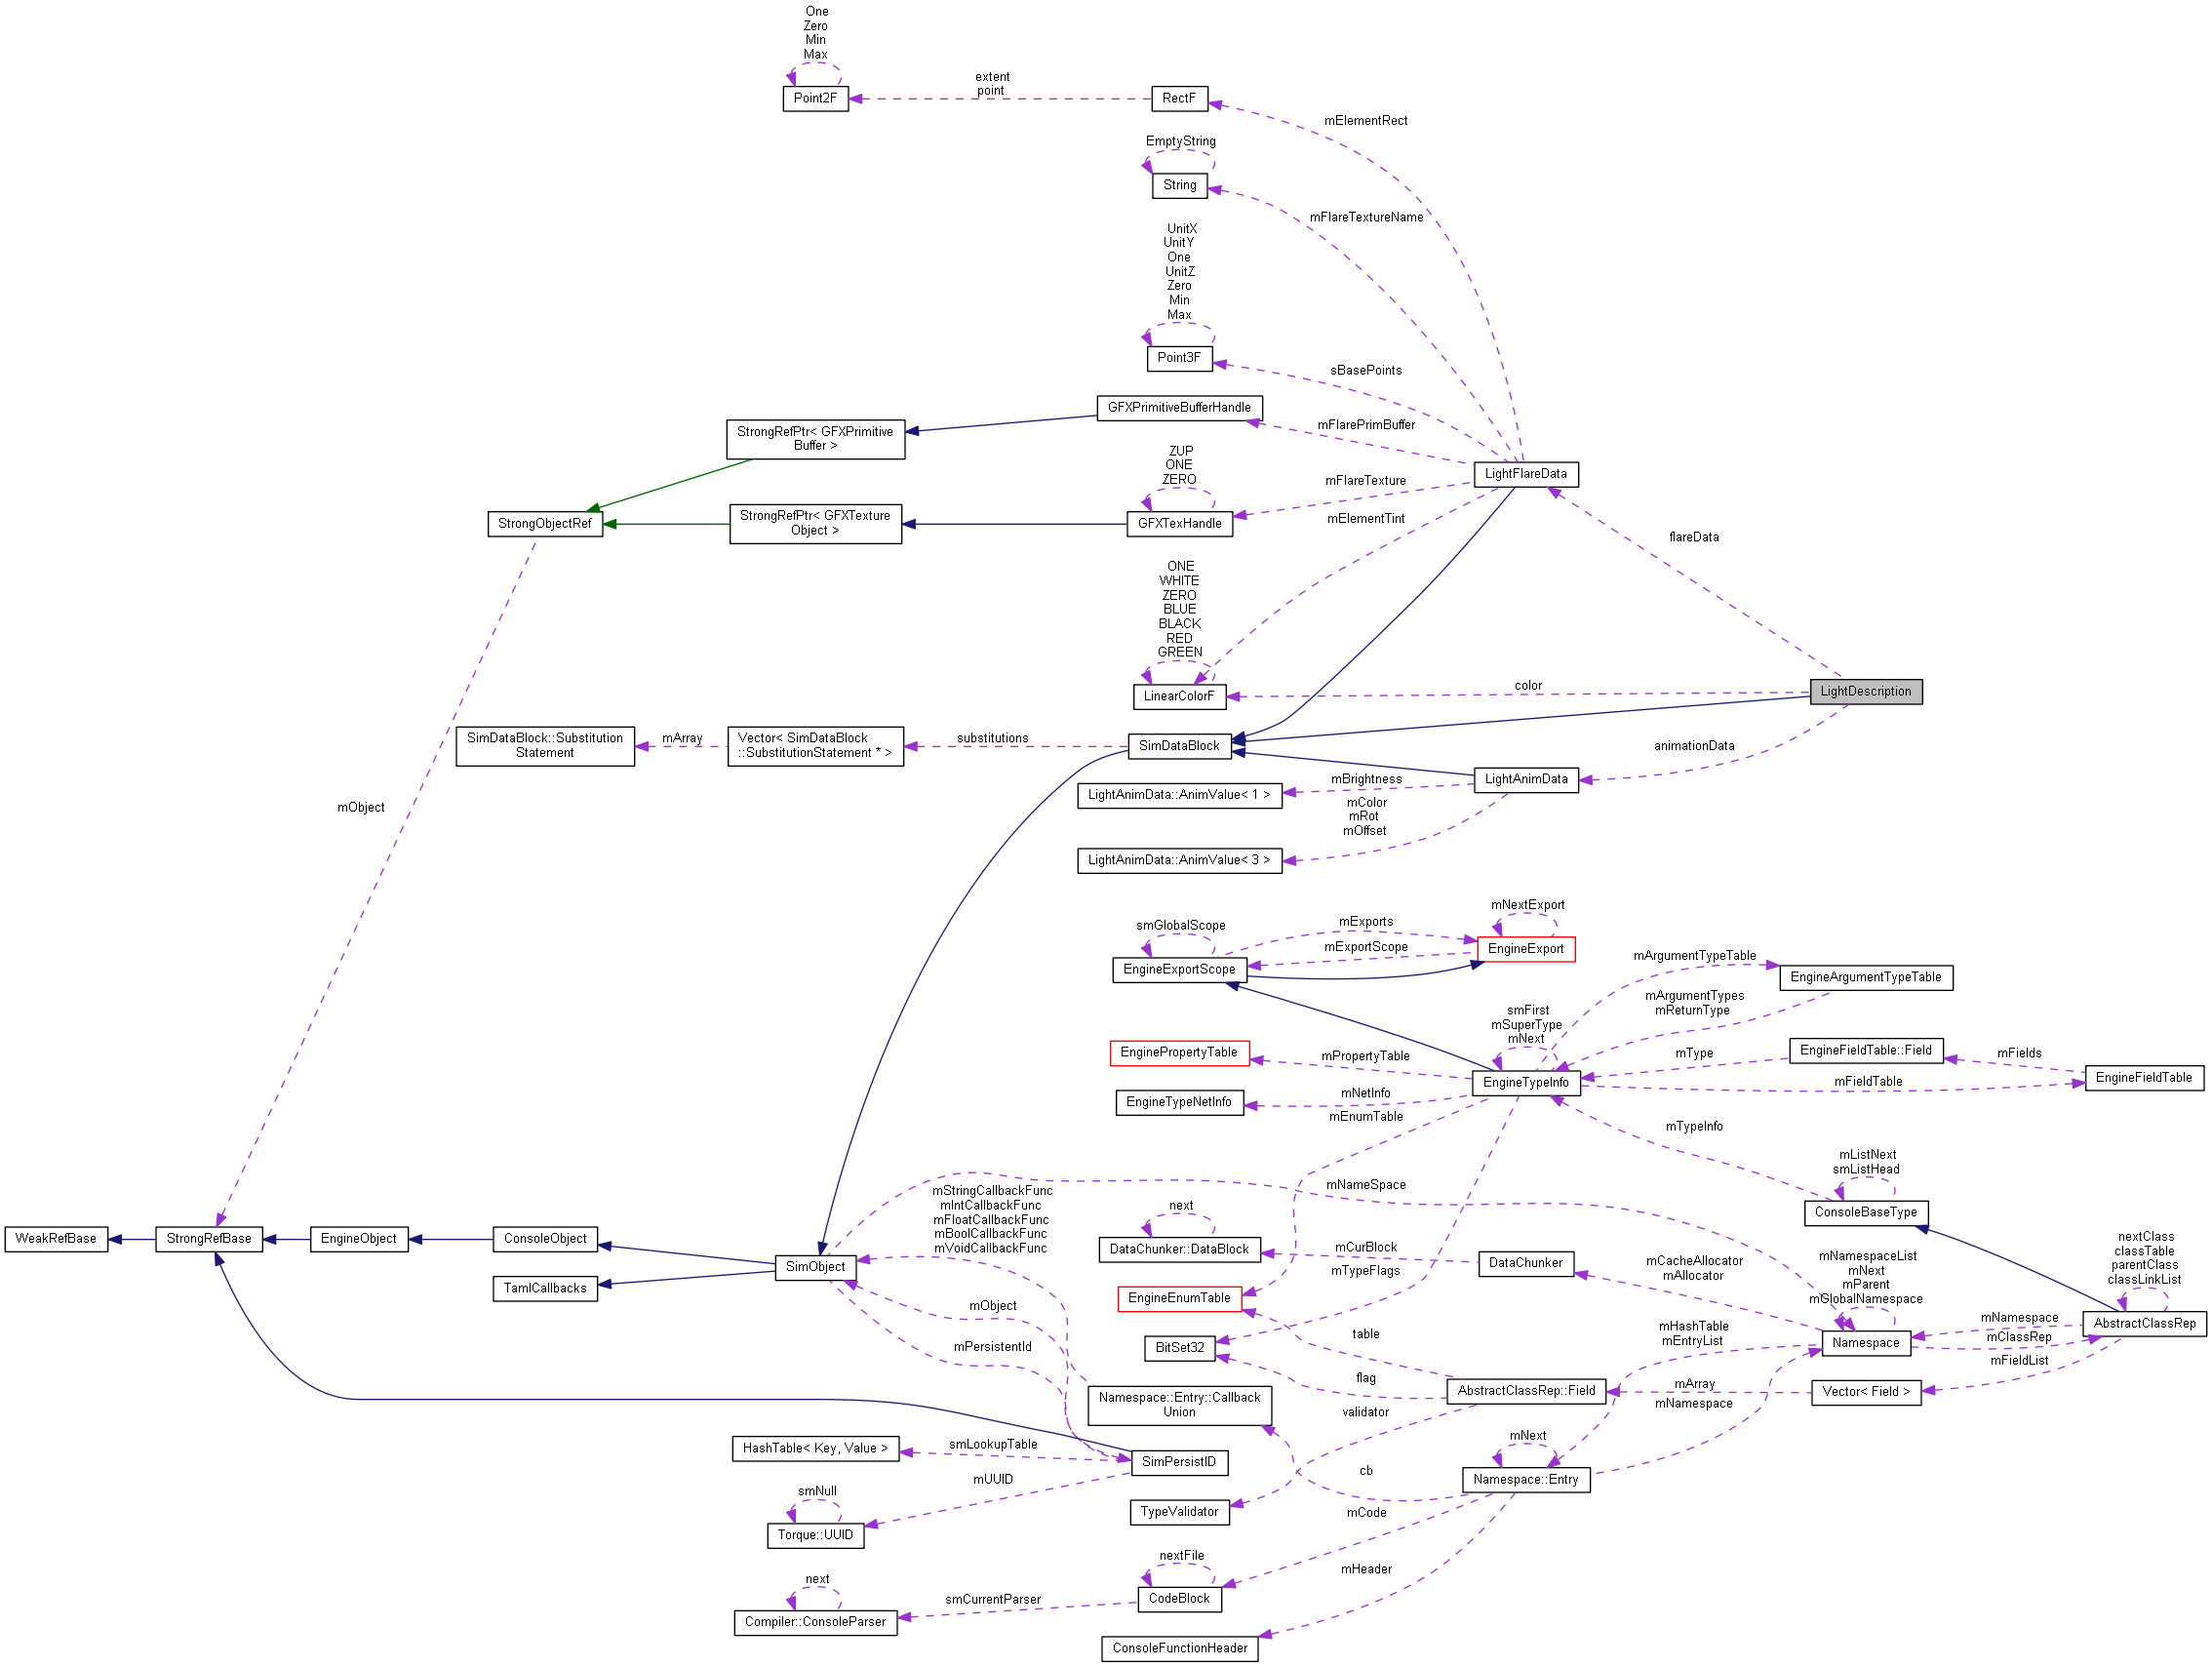 One
Zero
Min
Max
Point2F
extent
point
RectF
mElementRect
EmptyString
String
mFlareTextureName
UnitX
UnitY
One
UnitZ
Zero
Min
Max
Point3F
sBasePoints
GFXPrimitiveBufferHandle
mFlarePrimBuffer
StrongRefPtr< GFXPrimitive
Buffer >
ZUP
ONE
ZERO
mFlareTexture
LightFlareData
StrongObjectRef
StrongRefPtr< GFXTexture
Object >
GFXTexHandle
mElementTint
flareData
ONE
WHITE
ZERO
BLUE
BLACK
RED
GREEN
LinearColorF
color
LightDescription
SimDataBlock::Substitution
Statement
mArray
Vector< SimDataBlock
::SubstitutionStatement * >
substitutions
SimDataBlock
animationData
LightAnimData::AnimValue< 1 >
mBrightness
LightAnimData
mColor
mRot
mOffset
mObject
LightAnimData::AnimValue< 3 >
smGlobalScope
mExports
mNextExport
EngineExportScope
mExportScope
EngineExport
mArgumentTypeTable
EngineArgumentTypeTable
mArgumentTypes
mReturnType
smFirst
mSuperType
mNext
EnginePropertyTable
mPropertyTable
EngineTypeInfo
mType
EngineFieldTable::Field
mFields
mFieldTable
EngineFieldTable
EngineTypeNetInfo
mNetInfo
mEnumTable
mTypeInfo
mListNext
smListHead
ConsoleBaseType
mNameSpace
mStringCallbackFunc
mIntCallbackFunc
mFloatCallbackFunc
mBoolCallbackFunc
mVoidCallbackFunc
next
WeakRefBase
StrongRefBase
EngineObject
ConsoleObject
SimObject
TamlCallbacks
DataChunker::DataBlock
mCurBlock
DataChunker
mCacheAllocator
mAllocator
mNamespaceList
mNext
mParent
mGlobalNamespace
nextClass
classTable
parentClass
classLinkList
mTypeFlags
EngineEnumTable
mObject
mPersistentId
table
BitSet32
mHashTable
mEntryList
Namespace
mNamespace
mClassRep
AbstractClassRep
mFieldList
flag
AbstractClassRep::Field
mArray
Vector< Field >
mNamespace
Namespace::Entry::Callback
Union
validator
HashTable< Key, Value >
smLookupTable
SimPersistID
mUUID
mNext
Namespace::Entry
cb
smNull
Torque::UUID
TypeValidator
mCode
nextFile
mHeader
next
smCurrentParser
CodeBlock
Compiler::ConsoleParser
ConsoleFunctionHeader